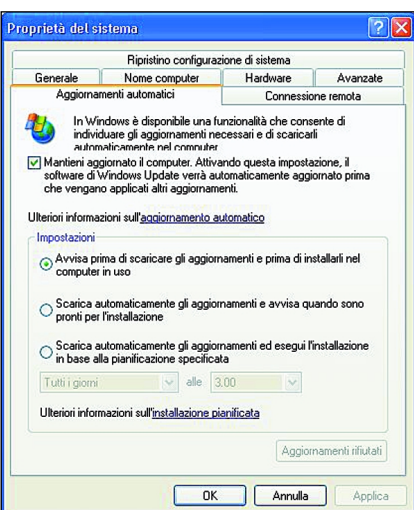 Proprietà del sistema
Ripristino configurazione di sistema
Generale Nome computer Hardware Avanzate
Aggiornamenti automatici Connessione remota
In Windows è disponibile una funzionalità che consente di
individuare gli aggiornamenti necessari e di scaricarli
automaticamente nel computer
Mantieni aggiornato il computer. Attivando questa impostazione, il
software di Windows Update verrà automaticamente aggiornato prima
che vengano applicati altri aggiornamenti.
Ulteriori informazioni sull'aggiornamento automatico
Impostazioni
Avvisa prima di scaricare gli aggiornamenti e prima di installarli nel
computer in uso
Scarica automaticamente gli aggiornamenti e avvisa quando sono
pronti per l'installazione
Scarica automaticamente gli aggiornamenti ed esegui l'installazione
in base alla pianificazione specificata
Tutti i giorni alle 3.00
Ulteriori informazioni sull'installazione pianificata
Aggiornamenti rifiutati
OK Annulla Applica